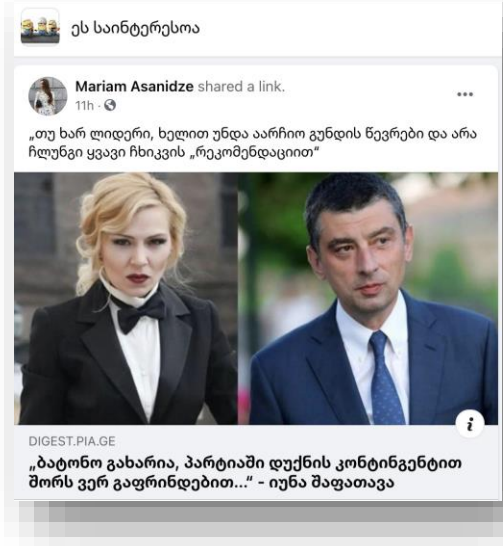 ეს საინტერესოა
Mariam Asanidze shared a link.
11h ·
„თუ ხარ ლიდერი, ხელით უნდა აარჩიო გუნდის წევრები და არა
ჩლუნგი ყვავი ჩხიკვის „რეკომენდაციით“
DIGEST.PIA.GE
„ბატონო გახარია, პარტიაში დუქნის კონტინგენტით
შორს ვერ გაფრინდებით...“ - იუნა შაფათავა